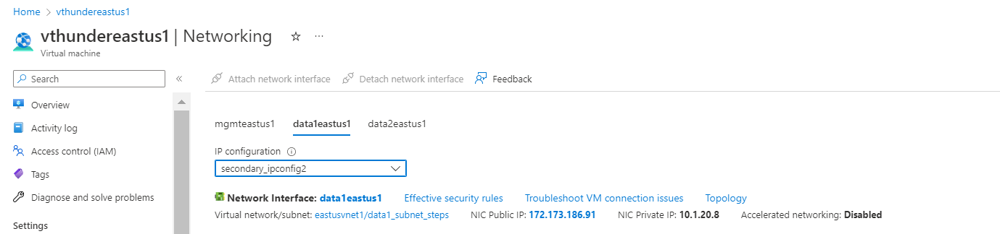 Home > vthundereastus1
vthundereastus1 | Networking ☆ ...
Virtual machine
Search «
Attach network interface Detach network interface Feedback
Overview
Activity log
Access control (IAM)
Tags
Diagnose and solve problems
Settings
mgmteastus1 data1eastus1 data2eastus1
IP configuration
secondary_ipconfig2
Network Interface: data1eastus1 Effective security rules Troubleshoot VM connection issues Topology
Virtual network/subnet: eastusvnet1/data1_subnet_steps NIC Public IP: 172.173.186.91 NIC Private IP: 10.1.20.8 Accelerated networking: Disabled